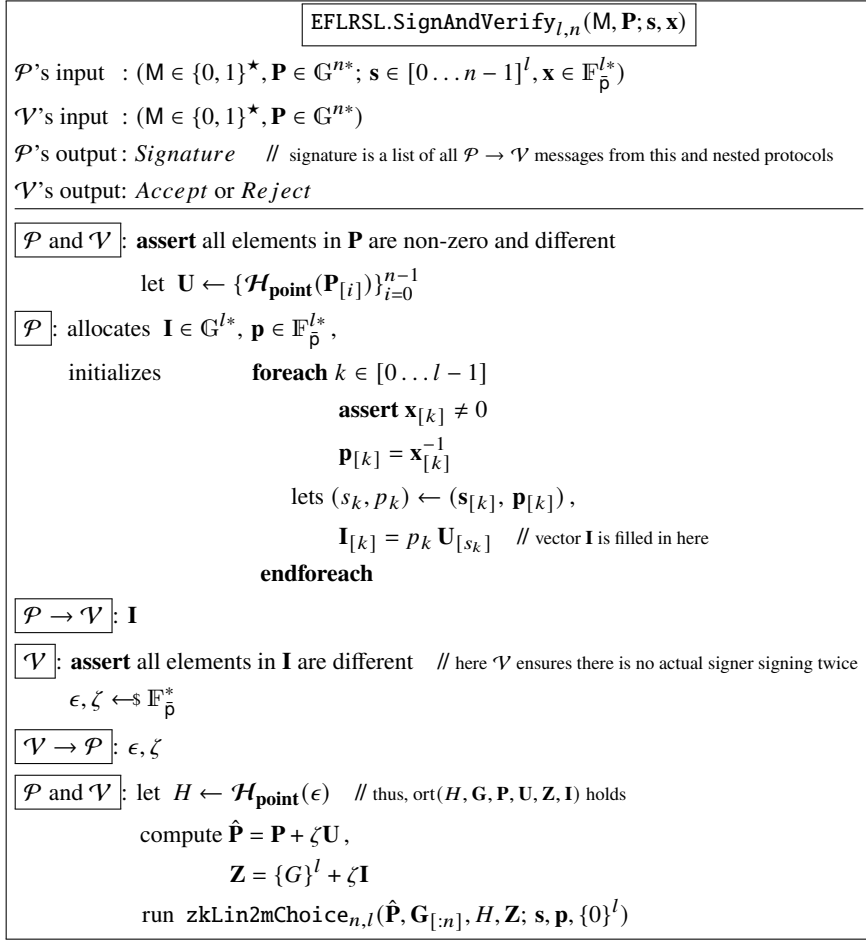 EFLRSL.SignAndVerify_{l,n}(M, P; s, x)
𝒫's input : (M ∈ {0, 1}^★, P ∈ 𝔾^{n*}; s ∈ [0 … n − 1]^l, x ∈ 𝔽_{p̄}^{l*})
𝒱's input : (M ∈ {0, 1}^★, P ∈ 𝔾^{n*})
𝒫's output : Signature // signature is a list of all 𝒫 → 𝒱 messages from this and nested protocols
𝒱's output: Accept or Reject
𝒫 and 𝒱 : assert all elements in P are non-zero and different
let U ← {ℋ_point(P_{[i]})}_{i=0}^{n−1}
𝒫 : allocates I ∈ 𝔾^{l*}, p ∈ 𝔽_{p̄}^{l*} ,
initializes foreach k ∈ [0 … l − 1]
assert x_{[k]} ≠ 0
p_{[k]} = x_{[k]}^{−1}
lets (s_k, p_k) ← (s_{[k]}, p_{[k]}) ,
I_{[k]} = p_k U_{[s_k]} // vector I is filled in here
endforeach
𝒫 → 𝒱 : I
𝒱 : assert all elements in I are different // here 𝒱 ensures there is no actual signer signing twice
ϵ, ζ ←$ 𝔽_{p̄}^*
𝒱 → 𝒫 : ϵ, ζ
𝒫 and 𝒱 : let H ← ℋ_point(ϵ) // thus, ort(H, G, P, U, Z, I) holds
compute P̂ = P + ζU ,
Z = {G}^l + ζI
run zkLin2mChoice_{n,l}(P̂, G_{[:n]}, H, Z; s, p, {0}^l)